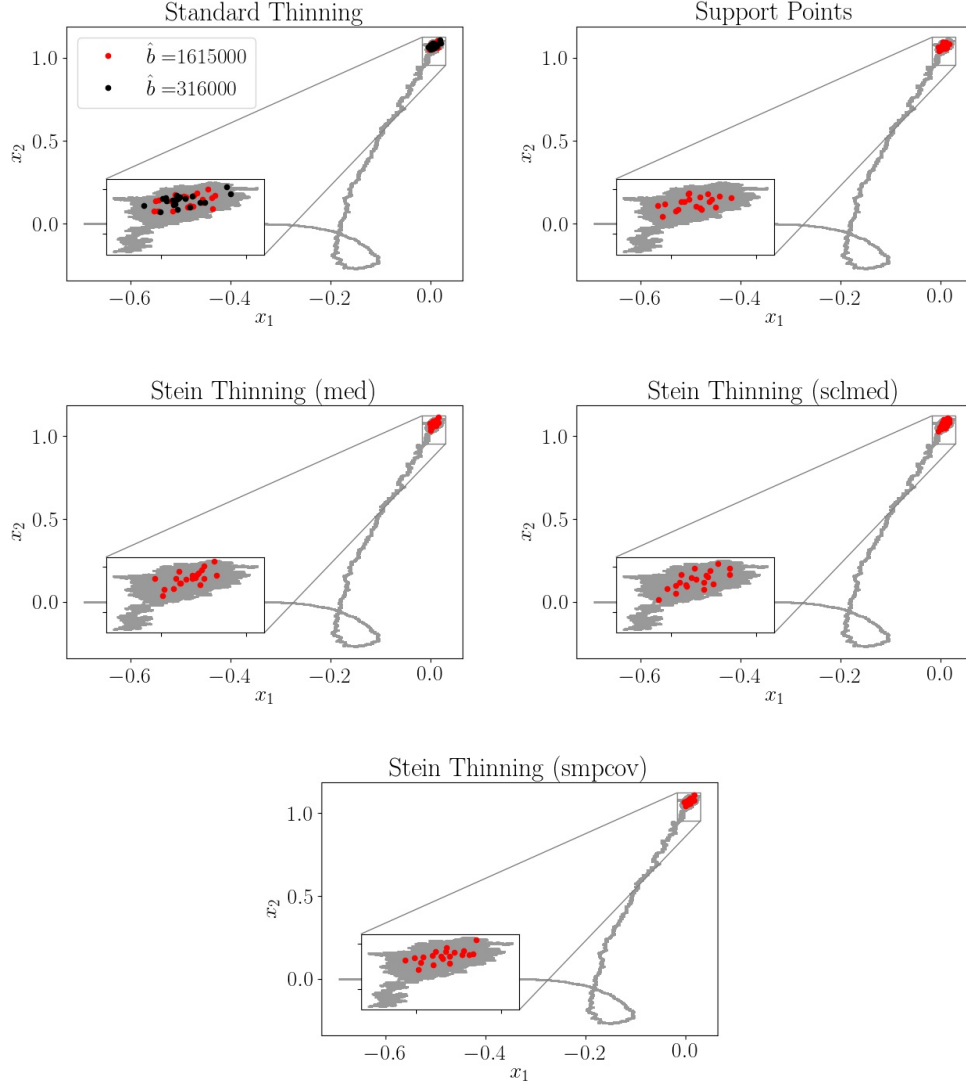 Standard Thinning
b̂ =1615000
b̂ =316000
1.0
0.5
0.0
x₂
−0.6
−0.4
−0.2
0.0
x₁
Support Points
1.0
0.5
0.0
x₂
−0.6
−0.4
−0.2
0.0
x₁
Stein Thinning (med)
1.0
0.5
0.0
x₂
−0.6
−0.4
−0.2
0.0
x₁
Stein Thinning (sclmed)
1.0
0.5
0.0
x₂
−0.6
−0.4
−0.2
0.0
x₁
Stein Thinning (smpcov)
1.0
0.5
0.0
x₂
−0.6
−0.4
−0.2
0.0
x₁